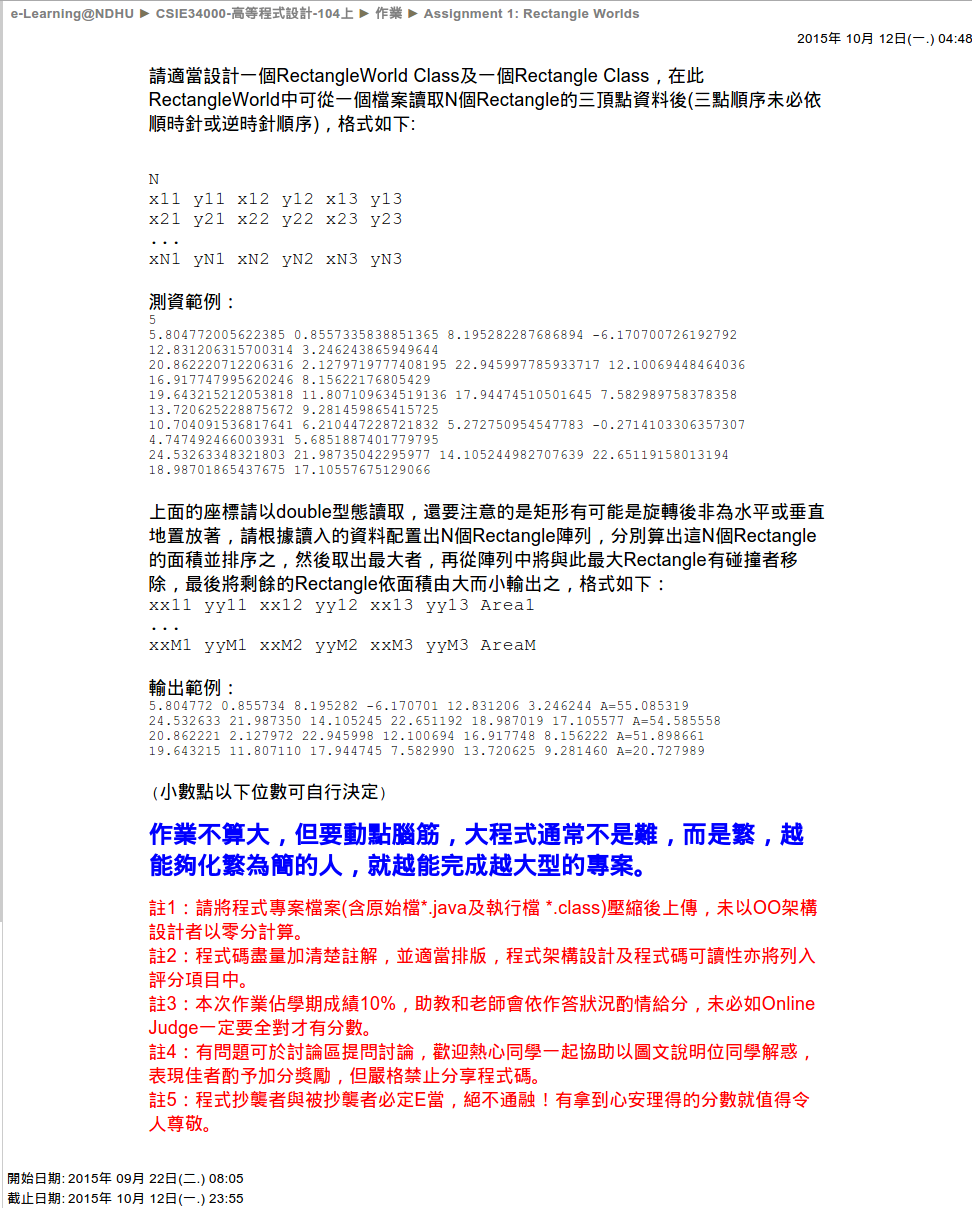 e-Learning@NDHU ► CSIE34000-高等程式設計-104上 ► 作業 ► Assignment 1: Rectangle Worlds
2015年 10月 12日(一.) 04:48
請適當設計一個RectangleWorld Class及一個Rectangle Class，在此
RectangleWorld中可從一個檔案讀取N個Rectangle的三頂點資料後(三點順序未必依
順時針或逆時針順序)，格式如下:
N
x11 y11 x12 y12 x13 y13
x21 y21 x22 y22 x23 y23
...
xN1 yN1 xN2 yN2 xN3 yN3
測資範例：
5
5.804772005622385 0.8557335838851365 8.195282287686894 -6.170700726192792
12.831206315700314 3.246243865949644
20.862220712206316 2.1279719777408195 22.945997785933717 12.10069448464036
16.917747995620246 8.15622176805429
19.643215212053818 11.807109634519136 17.94474510501645 7.582989758378358
13.720625228875672 9.281459865415725
10.704091536817641 6.210447228721832 5.272750954547783 -0.2714103306357307
4.747492466003931 5.6851887401779795
24.53263348321803 21.98735042295977 14.105244982707639 22.65119158013194
18.98701865437675 17.10557675129066
上面的座標請以double型態讀取，還要注意的是矩形有可能是旋轉後非為水平或垂直
地置放著，請根據讀入的資料配置出N個Rectangle陣列，分別算出這N個Rectangle
的面積並排序之，然後取出最大者，再從陣列中將與此最大Rectangle有碰撞者移
除，最後將剩餘的Rectangle依面積由大而小輸出之，格式如下：
xx11 yy11 xx12 yy12 xx13 yy13 Area1
...
xxM1 yyM1 xxM2 yyM2 xxM3 yyM3 AreaM
輸出範例：
5.804772 0.855734 8.195282 -6.170701 12.831206 3.246244 A=55.085319
24.532633 21.987350 14.105245 22.651192 18.987019 17.105577 A=54.585558
20.862221 2.127972 22.945998 12.100694 16.917748 8.156222 A=51.898661
19.643215 11.807110 17.944745 7.582990 13.720625 9.281460 A=20.727989
（小數點以下位數可自行決定）
作業不算大，但要動點腦筋，大程式通常不是難，而是繁，越
能夠化繁為簡的人，就越能完成越大型的專案。
註1：請將程式專案檔案(含原始檔*.java及執行檔 *.class)壓縮後上傳，未以OO架構
設計者以零分計算。
註2：程式碼盡量加清楚註解，並適當排版，程式架構設計及程式碼可讀性亦將列入
評分項目中。
註3：本次作業佔學期成績10%，助教和老師會依作答狀況酌情給分，未必如Online
Judge一定要全對才有分數。
註4：有問題可於討論區提問討論，歡迎熱心同學一起協助以圖文說明位同學解惑，
表現佳者酌予加分獎勵，但嚴格禁止分享程式碼。
註5：程式抄襲者與被抄襲者必定E當，絕不通融！有拿到心安理得的分數就值得令
人尊敬。
開始日期: 2015年 09月 22日(二.) 08:05
截止日期: 2015年 10月 12日(一.) 23:55